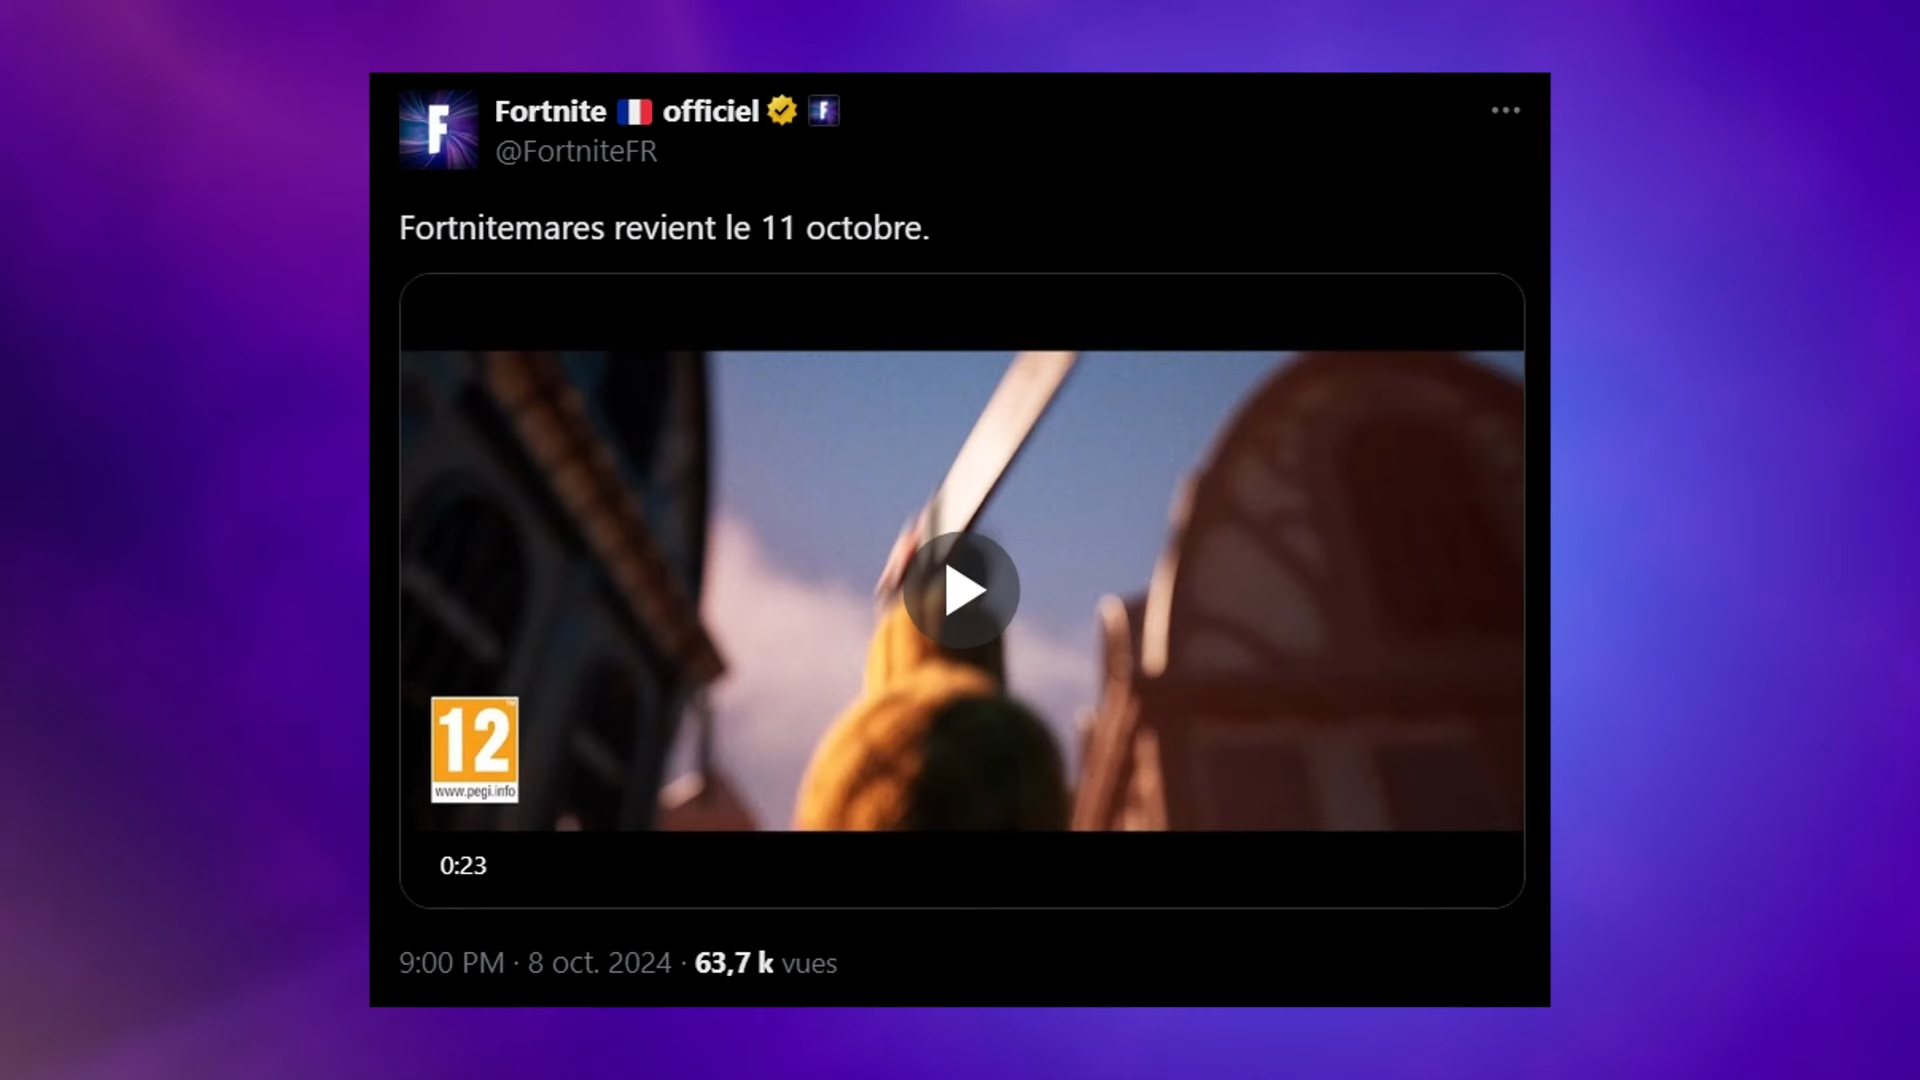 F
Fortnite 🇫🇷 officiel F
@FortniteFR
Fortnitemares revient le 11 octobre.
12
www.pegi.info
0:23
9:00 PM · 8 oct. 2024 · 63,7 k vues